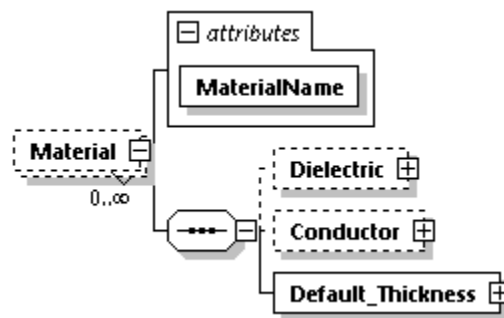 attributes
MaterialName
Material
0..∞
Dielectric
Conductor
Default_Thickness